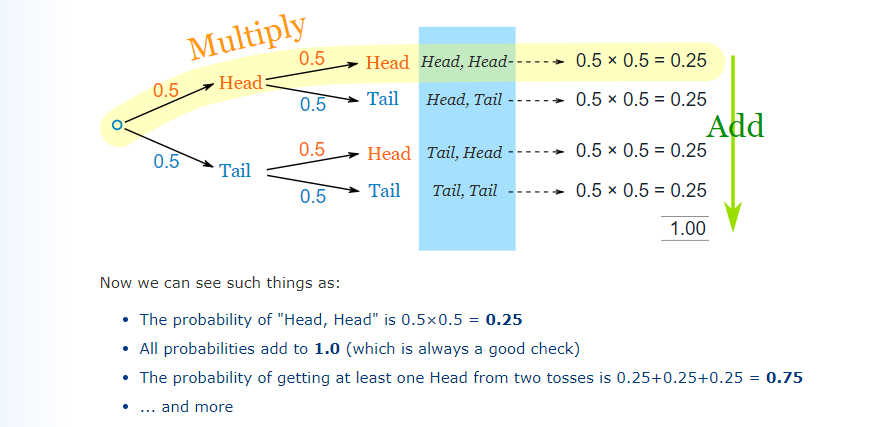 Multiply
0.5 Head 0.5 Head Head, Head 0.5 × 0.5 = 0.25
0.5 Tail Head, Tail 0.5 × 0.5 = 0.25
Add
0.5 Tail 0.5 Head Tail, Head 0.5 × 0.5 = 0.25
0.5 Tail Tail, Tail 0.5 × 0.5 = 0.25
1.00
Now we can see such things as:
• The probability of "Head, Head" is 0.5×0.5 = 0.25
• All probabilities add to 1.0 (which is always a good check)
• The probability of getting at least one Head from two tosses is 0.25+0.25+0.25 = 0.75
• ... and more